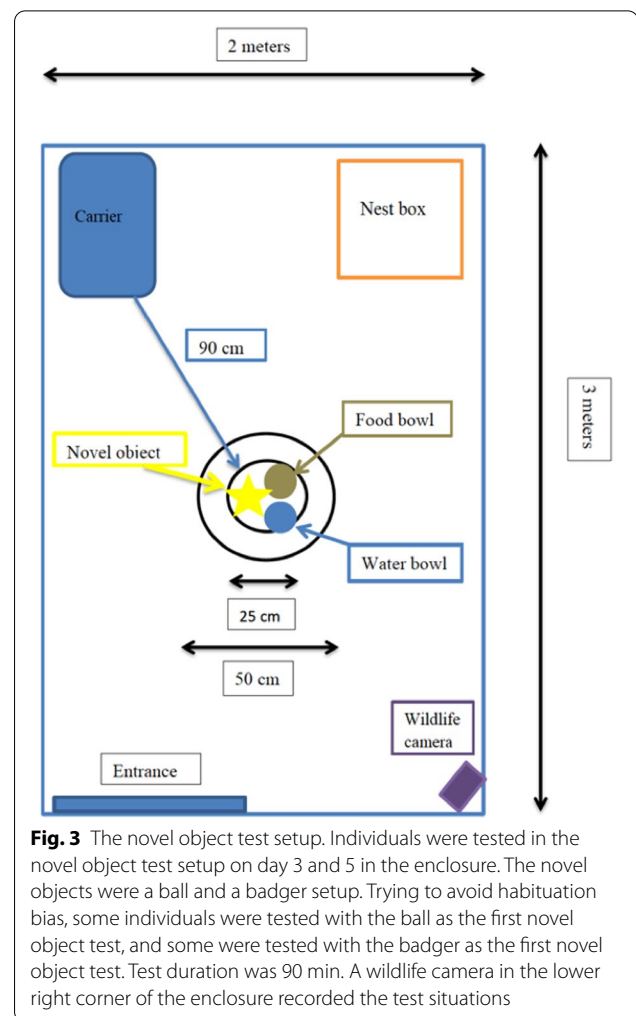 2 meters
Carrier
Nest box
90 cm
Food bowl
3 meters
Novel obiect
Water bowl
25 cm
50 cm
Wildlife
camera
Entrance
Fig. 3 The novel object test setup. Individuals were tested in the
novel object test setup on day 3 and 5 in the enclosure. The novel
objects were a ball and a badger setup. Trying to avoid habituation
bias, some individuals were tested with the ball as the first novel
object test, and some were tested with the badger as the first novel
object test. Test duration was 90 min. A wildlife camera in the lower
right corner of the enclosure recorded the test situations